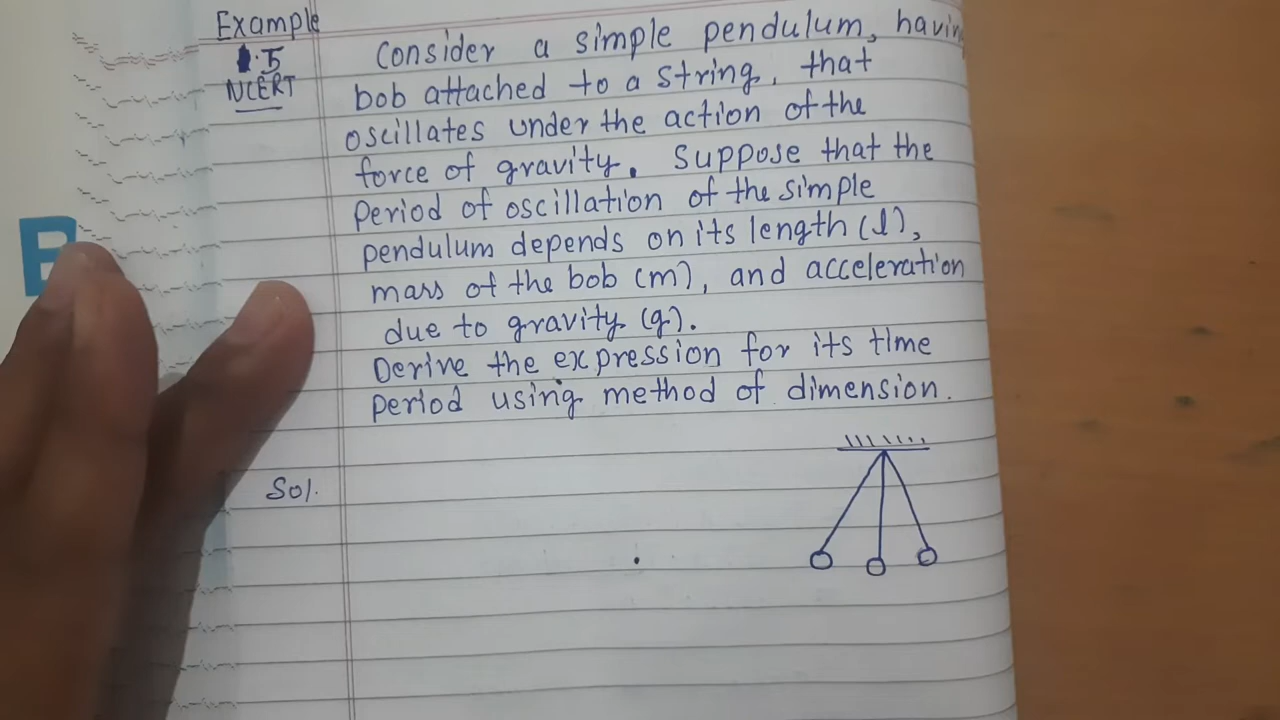 Example
1.5
NCERT
Consider a simple pendulum, havin
bob attached to a string, that
oscillates under the action of the
force of gravity. Suppose that the
period of oscillation of the simple
pendulum depends on its length (l),
mass of the bob (m), and acceleration
due to gravity (g).
Derive the expression for its time
period using method of dimension.
Sol.
B